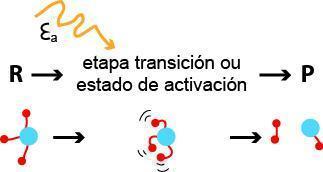 εa
etapa transición ou
R → estado de activación → P